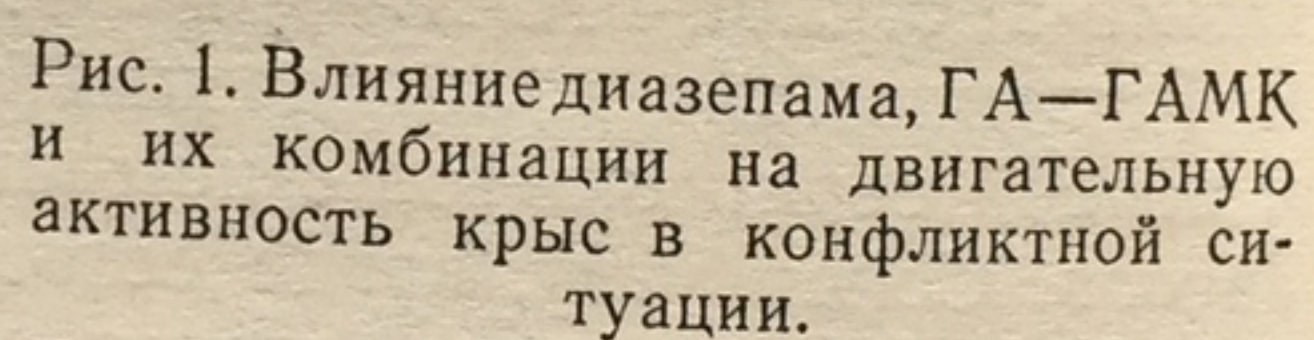 Рис. 1. Влияние диазепама, ГА—ГАМК
и их комбинации на двигательную
активность крыс в конфликтной си-
туации.